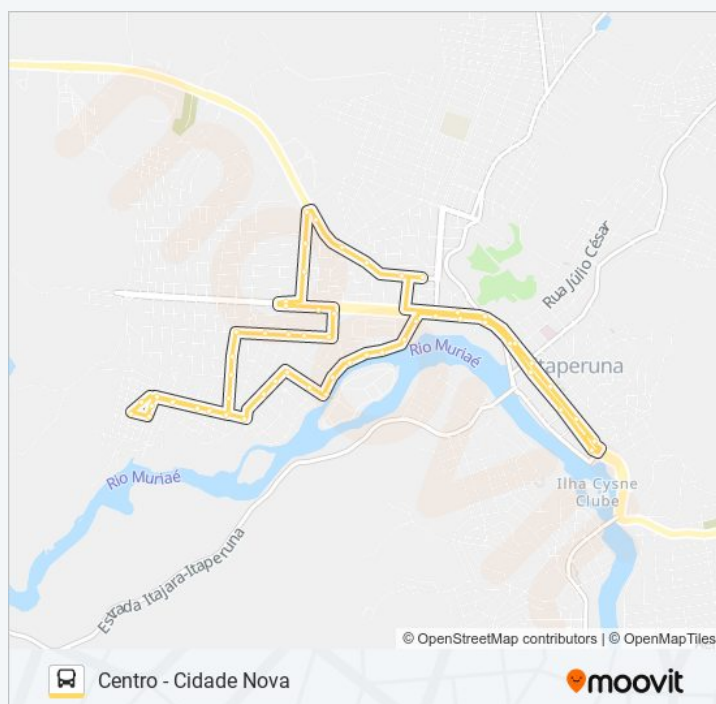 Rua Júlio César
Rio Muriaé
Itaperuna
Rio Muriaé
Ilha Cysne
Clube
Estrada Itajara-Itaperuna
© OpenStreetMap contributors | © OpenMapTiles
Centro - Cidade Nova
moovit